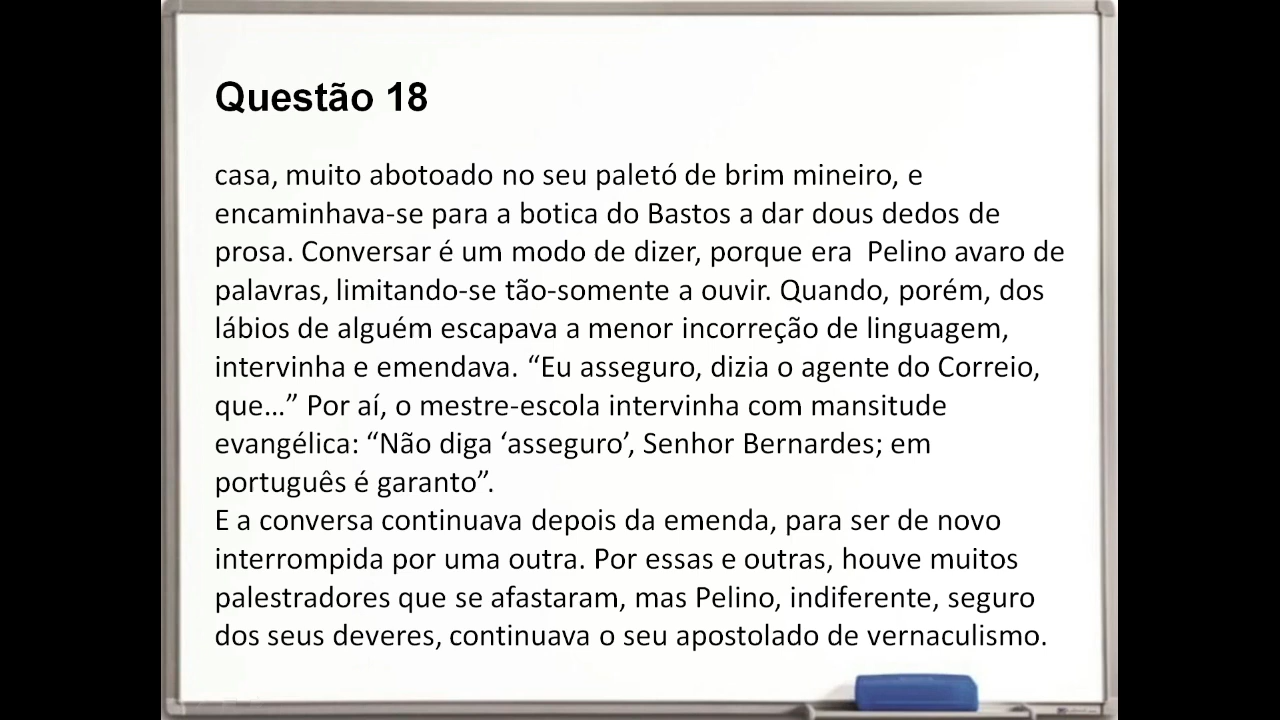 Questão 18
casa, muito abotoado no seu paletó de brim mineiro, e
encaminhava-se para a botica do Bastos a dar dous dedos de
prosa. Conversar é um modo de dizer, porque era  Pelino avaro de
palavras, limitando-se tão-somente a ouvir. Quando, porém, dos
lábios de alguém escapava a menor incorreção de linguagem,
intervinha e emendava. “Eu asseguro, dizia o agente do Correio,
que...” Por aí, o mestre-escola intervinha com mansitude
evangélica: “Não diga ‘asseguro’, Senhor Bernardes; em
português é garanto”.
E a conversa continuava depois da emenda, para ser de novo
interrompida por uma outra. Por essas e outras, houve muitos
palestradores que se afastaram, mas Pelino, indiferente, seguro
dos seus deveres, continuava o seu apostolado de vernaculismo.